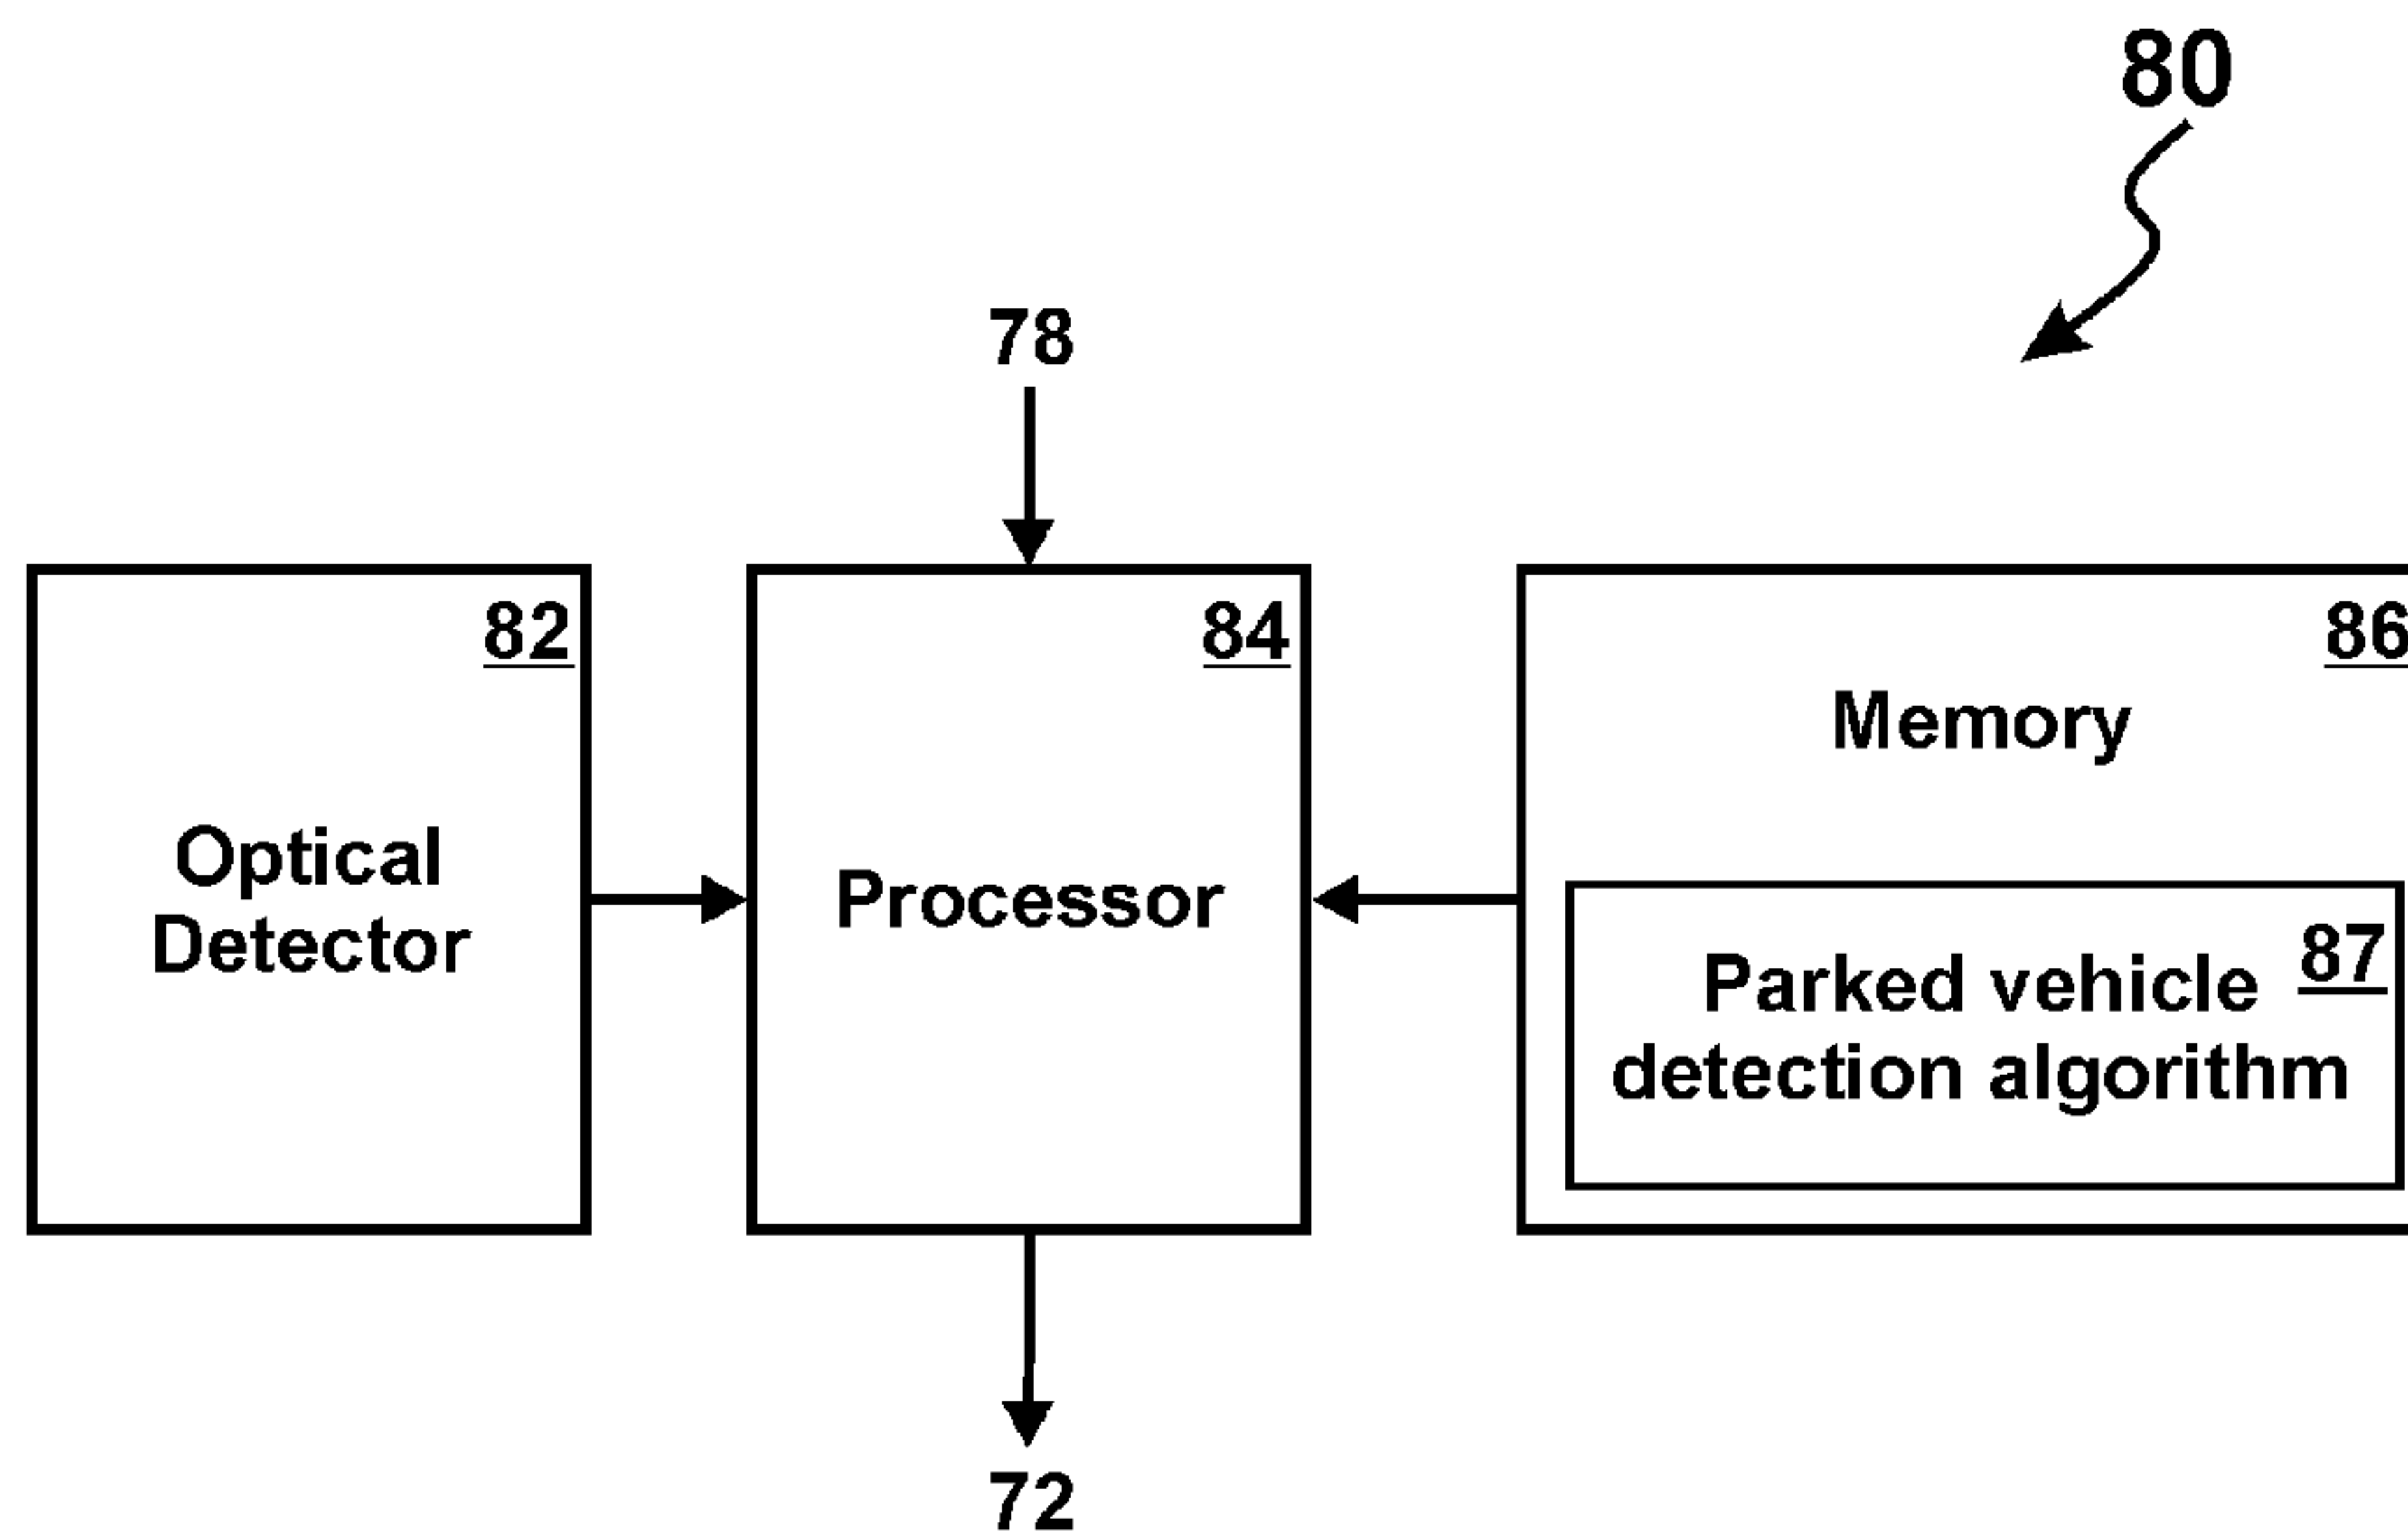 80
78
82
Optical
Detector
84
Processor
86
Memory
87
Parked vehicle
detection algorithm
72